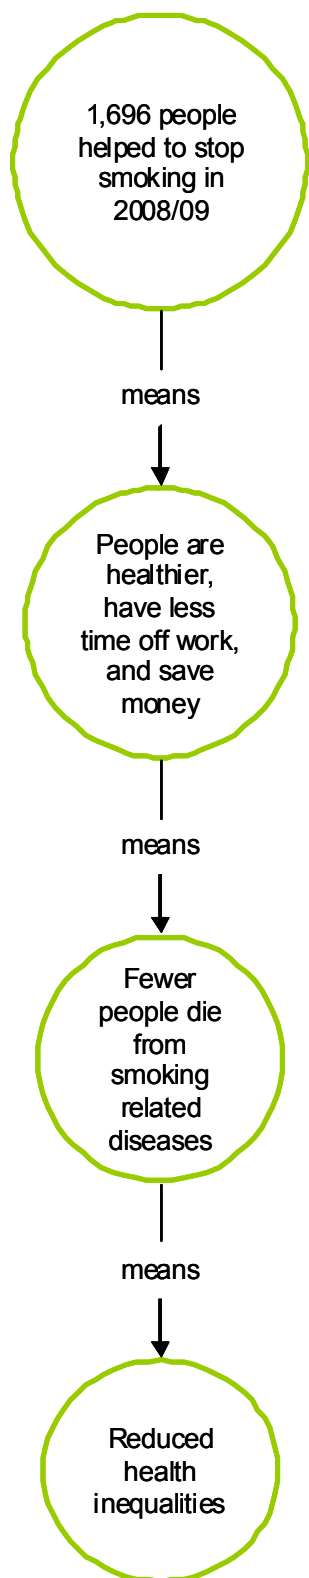 1,696 people
helped to stop
smoking in
2008/09
means
People are
healthier,
have less
time off work,
and save
money
means
Fewer
people die
from
smoking
related
diseases
means
Reduced
health
inequalities